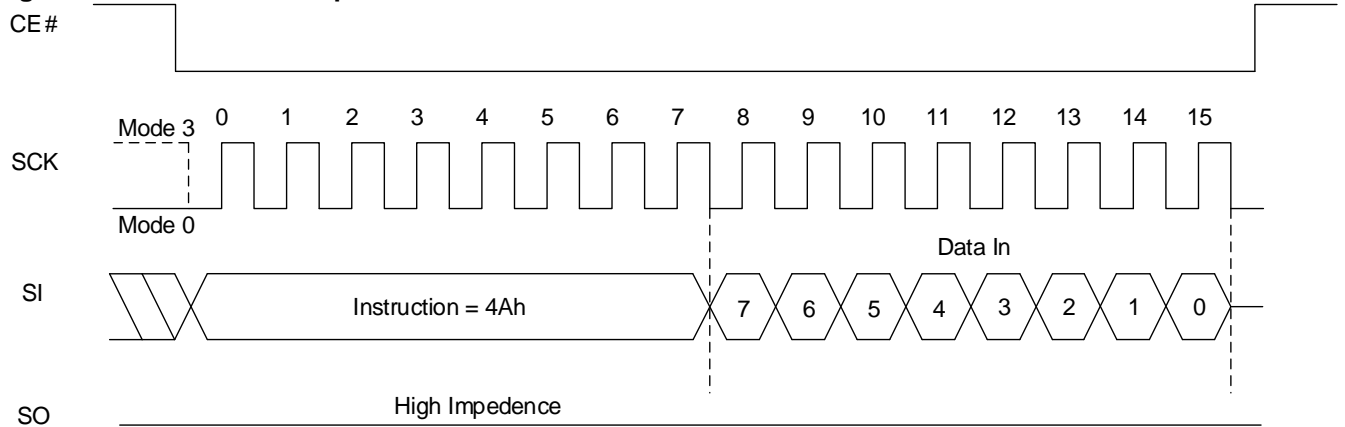 CE#
0 1 2 3 4 5 6 7 8 9 10 11 12 13 14 15
Mode 3
SCK
Mode 0
Data In
SI
Instruction = 4Ah
7 6 5 4 3 2 1 0
High Impedence
SO